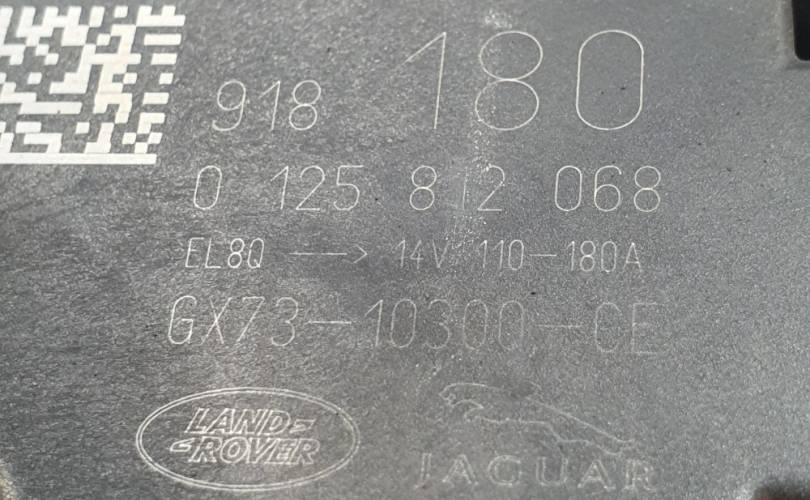 918 180
0 125 812 068
EL8Q → 14V 110-180A
GX73-10300-CE
LAND
ROVER
JAGUAR